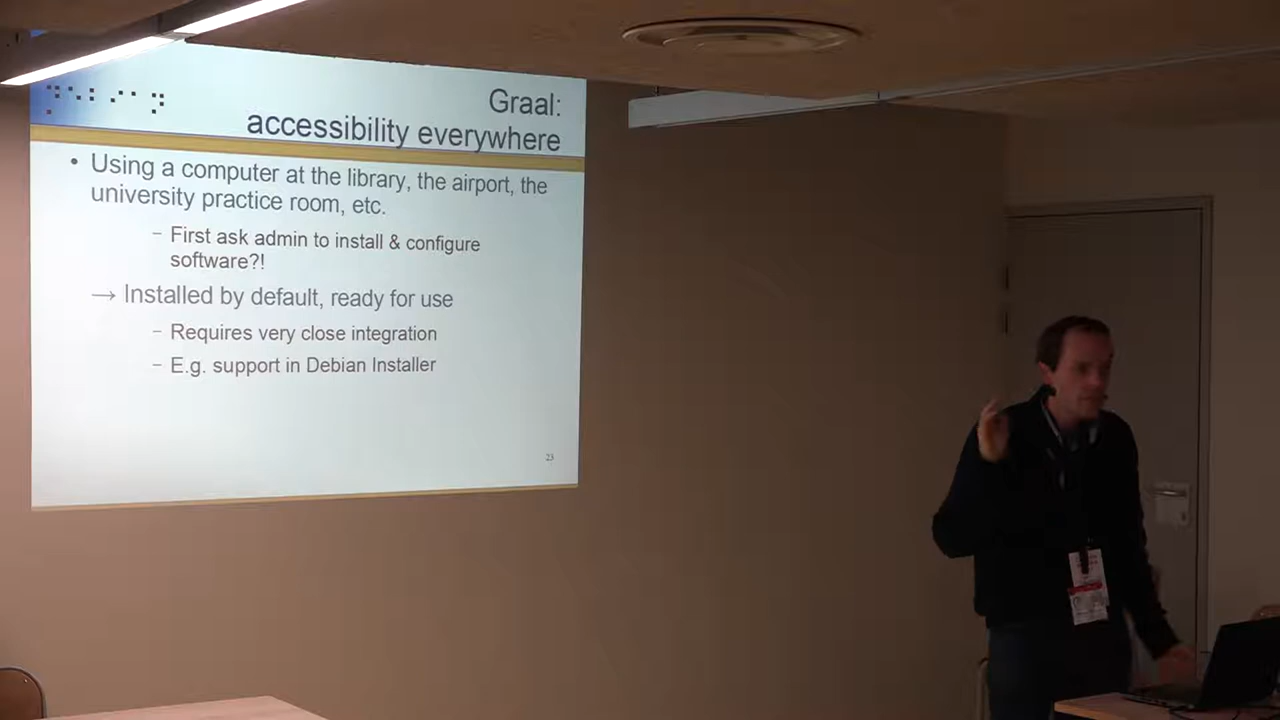 Graal:
accessibility everywhere
• Using a computer at the library, the airport, the
university practice room, etc.
– First ask admin to install & configure
software?!
→ Installed by default, ready for use
– Requires very close integration
– E.g. support in Debian Installer
23